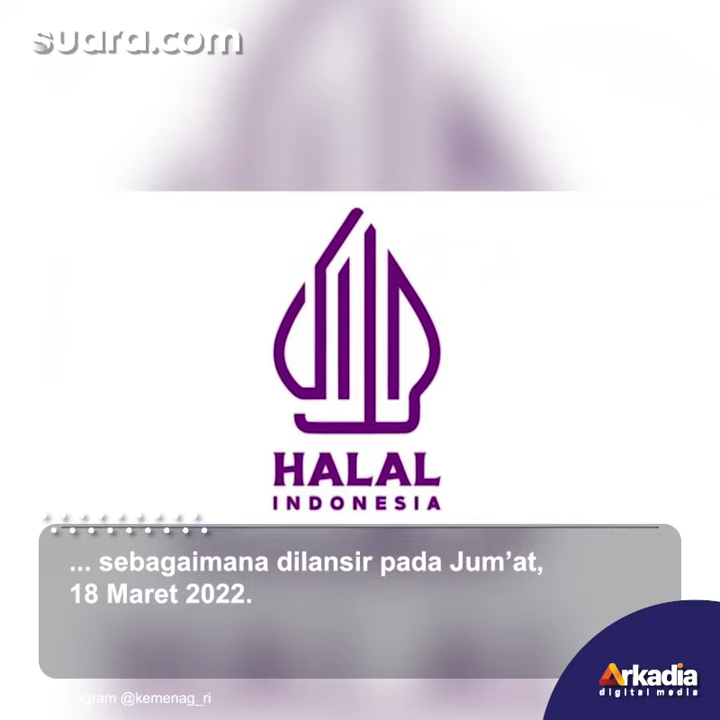 suara.com
HALAL
INDONESIA
... sebagaimana dilansir pada Jum’at,
18 Maret 2022.
@kemenag_ri
Arkadia
digital media